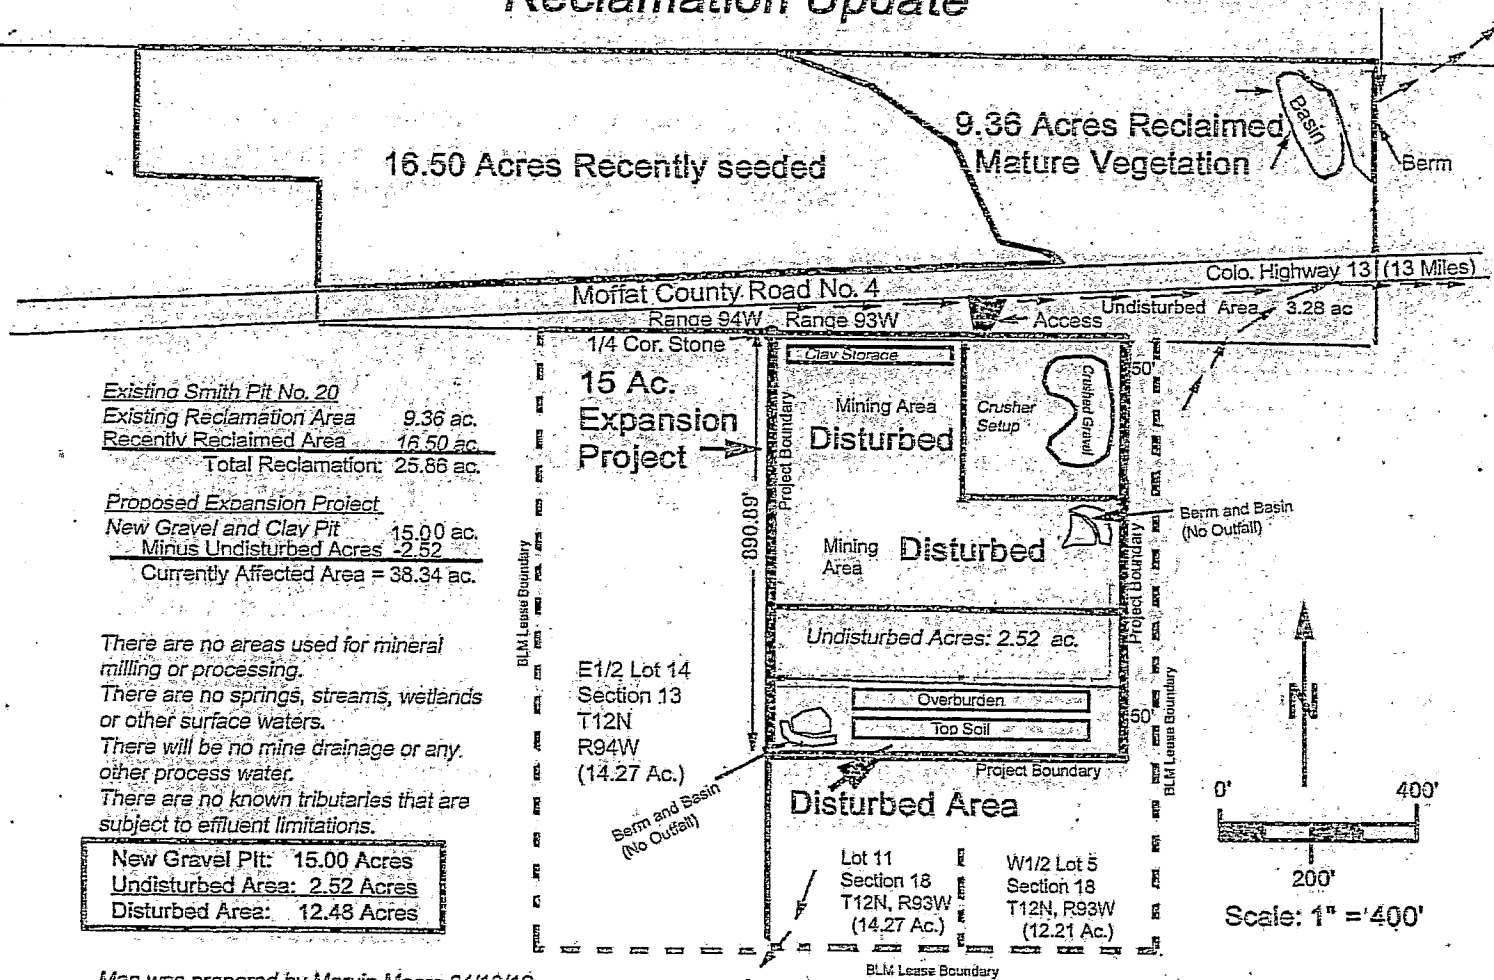 Reclamation Update
16.50 Acres Recently seeded
9.36 Acres Reclaimed
Mature Vegetation
Basin
Berm
Colo. Highway 13 (13 Miles)
Moffat County Road No. 4
Undisturbed Area 3.28 ac
Range 94W
Range 93W
Access
1/4 Cor. Stone
Clay Storage
50'
15 Ac.
Expansion
Project
Project Boundary
Mining Area
Disturbed
Crusher
Setup
Crushed Gravel
Existing Smith Pit No. 20
Existing Reclamation Area 9.36 ac.
Recently Reclaimed Area 16.50 ac.
Total Reclamation: 25.86 ac.
Proposed Expansion Project
New Gravel and Clay Pit 15.00 ac.
Minus Undisturbed Acres -2.52
Currently Affected Area = 38.34 ac.
890.89'
Berm and Basin
(No Outfall)
Mining
Area
Disturbed
Project Boundary
BLM Lease Boundary
Undisturbed Acres: 2.52 ac.
There are no areas used for mineral
milling or processing.
There are no springs, streams, wetlands
or other surface waters.
There will be no mine drainage or any.
other process water.
There are no known tributaries that are
subject to effluent limitations.
E1/2 Lot 14
Section 13
T12N
R94W
(14.27 Ac.)
Overburden
Top Soil
50'
BLM Lease Boundary
Project Boundary
Berm and Basin
(No Outfall)
Disturbed Area
0' 400'
200'
Scale: 1" = 400'
New Gravel Pit: 15.00 Acres
Undisturbed Area: 2.52 Acres
Disturbed Area: 12.48 Acres
Lot 11
Section 18
T12N, R93W
(14.27 Ac.)
W1/2 Lot 5
Section 18
T12N, R93W
(12.21 Ac.)
BLM Lease Boundary
Map was prepared by Marvin